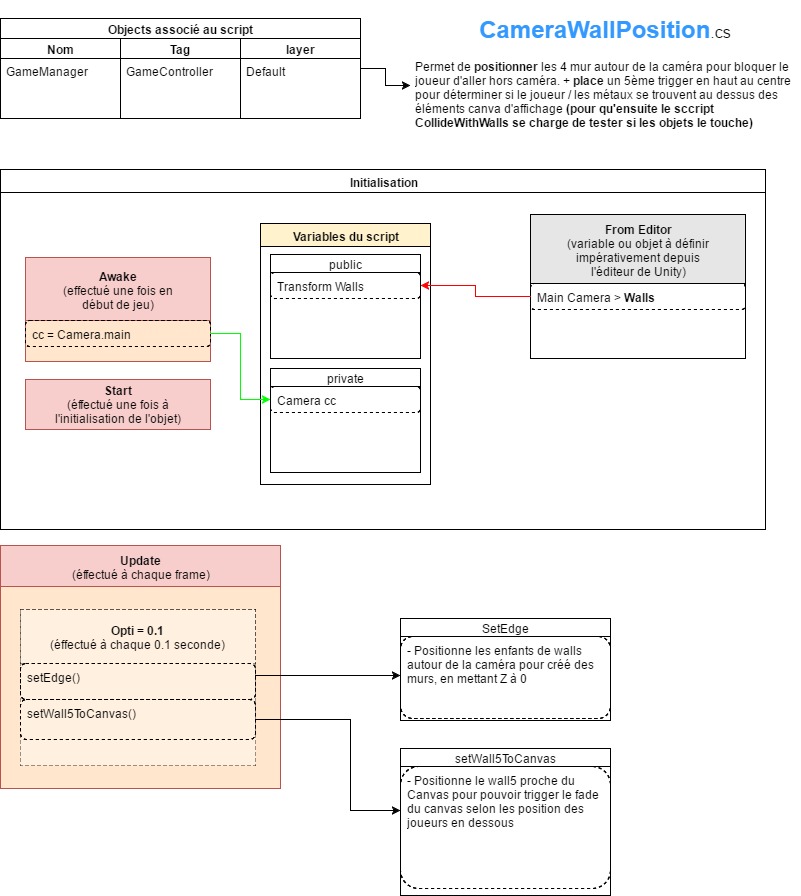 Objects associé au script
Nom Tag layer
GameManager GameController Default
CameraWallPosition.cs
Permet de positionner les 4 mur autour de la caméra pour bloquer le
joueur d'aller hors caméra. + place un 5ème trigger en haut au centre
pour déterminer si le joueur / les métaux se trouvent au dessus des
éléments canva d'affichage (pour qu'ensuite le sccript
CollideWithWalls se charge de tester si les objets le touche)
Initialisation
Awake
(effectué une fois en
début de jeu)
cc = Camera.main
Start
(éffectué une fois à
l'initialisation de l'objet)
Variables du script
public
Transform Walls
private
Camera cc
From Editor
(variable ou objet à définir
impérativement depuis
l'éditeur de Unity)
Main Camera > Walls
Update
(éffectué à chaque frame)
Opti = 0.1
(éffectué à chaque 0.1 seconde)
setEdge()
setWall5ToCanvas()
SetEdge
- Positionne les enfants de walls
autour de la caméra pour créé des
murs, en mettant Z à 0
setWall5ToCanvas
- Positionne le wall5 proche du
Canvas pour pouvoir trigger le fade
du canvas selon les position des
joueurs en dessous